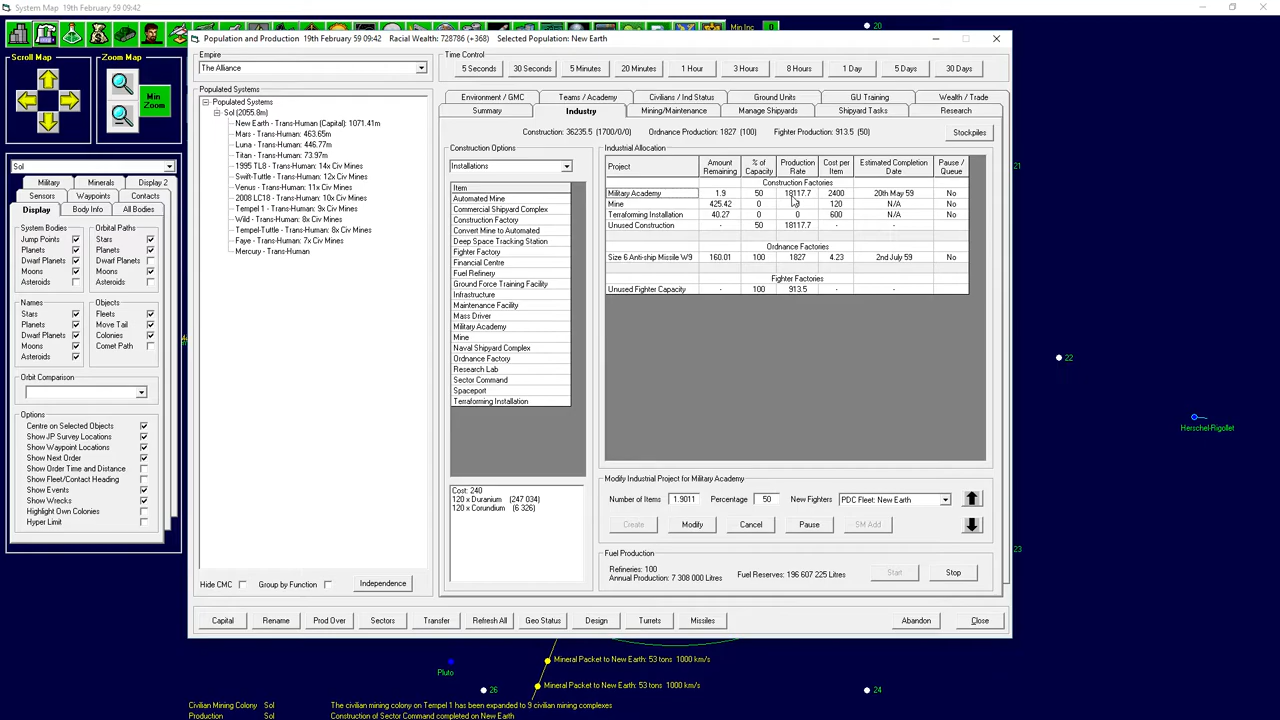 System Map    19th February 59 09:42
Min Inc
0
20
Scroll Map
Zoom Map
Min
Zoom
Sol
Military
Minerals
Display 2
Sensors
Waypoints
Contacts
Display
Body Info
All Bodies
System Bodies
Orbital Paths
Jump Points
Stars
Planets
Planets
Dwarf Planets
Dwarf Planets
Moons
Moons
Asteroids
Asteroids
Names
Objects
Stars
Fleets
Planets
Move Tail
Dwarf Planets
Colonies
Moons
Comet Path
Asteroids
Orbit Comparison
Options
Centre on Selected Objects
Show JP Survey Locations
Show Waypoint Locations
Show Next Order
Show Order Time and Distance
Show Fleet/Contact Heading
Show Events
Show Wrecks
Highlight Own Colonies
Hyper Limit
Population and Production   19th February 59 09:42    Racial Wealth: 728786 (+368)    Selected Population: New Earth
Empire
The Alliance
Populated Systems
Populated Systems
Sol (2055.8m)
New Earth - Trans-Human (Capital): 1071.41m
Mars - Trans-Human: 463.65m
Luna - Trans-Human: 446.77m
Titan - Trans-Human: 73.97m
1995 TL8 - Trans-Human: 14x Civ Mines
Swift-Tuttle - Trans-Human: 12x Civ Mines
Venus - Trans-Human: 11x Civ Mines
2008 LC18 - Trans-Human: 10x Civ Mines
Tempel 1 - Trans-Human: 9x Civ Mines
Wild - Trans-Human: 8x Civ Mines
Tempel-Tuttle - Trans-Human: 8x Civ Mines
Faye - Trans-Human: 7x Civ Mines
Mercury - Trans-Human
Hide CMC
Group by Function
Independence
Time Control
5 Seconds
30 Seconds
5 Minutes
20 Minutes
1 Hour
3 Hours
8 Hours
1 Day
5 Days
30 Days
Environment / GMC
Teams / Academy
Civilians / Ind Status
Ground Units
GU Training
Wealth / Trade
Summary
Industry
Mining/Maintenance
Manage Shipyards
Shipyard Tasks
Research
Construction: 36235.5 (1700/0/0)
Ordnance Production: 1827 (100)
Fighter Production: 913.5 (50)
Stockpiles
Construction Options
Installations
Item
Automated Mine
Commercial Shipyard Complex
Construction Factory
Convert Mine to Automated
Deep Space Tracking Station
Fighter Factory
Financial Centre
Fuel Refinery
Ground Force Training Facility
Infrastructure
Maintenance Facility
Mass Driver
Military Academy
Mine
Naval Shipyard Complex
Ordnance Factory
Research Lab
Sector Command
Spaceport
Terraforming Installation
Cost: 240
120 x Duranium   (247 034)
120 x Corundium   (6 326)
Industrial Allocation
Project
Amount Remaining
% of Capacity
Production Rate
Cost per Item
Estimated Completion Date
Pause / Queue
Construction Factories
Military Academy 1.9 50 18117.7 2400 20th May 59 No
Mine 425.42 0 0 120 N/A No
Terraforming Installation 40.27 0 0 600 N/A No
Unused Construction - 50 18117.7 - - -
Ordnance Factories
Size 6 Anti-ship Missile W9 160.01 100 1827 4.23 2nd July 59 No
Fighter Factories
Unused Fighter Capacity - 100 913.5 - - -
Modify Industrial Project for Military Academy
Number of Items
1.9011
Percentage
50
New Fighters
PDC Fleet: New Earth
Create
Modify
Cancel
Pause
SM Add
Fuel Production
Refineries: 100
Annual Production: 7 308 000 Litres
Fuel Reserves: 196 607 225 Litres
Start
Stop
Capital
Rename
Prod Over
Sectors
Transfer
Refresh All
Geo Status
Design
Turrets
Missiles
Abandon
Close
21
22
Herschel-Rigollet
23
24
26
Pluto
Mineral Packet to New Earth: 53 tons  1000 km/s
Mineral Packet to New Earth: 53 tons  1000 km/s
Civilian Mining Colony    Sol    The civilian mining colony on Tempel 1 has been expanded to 9 civilian mining complexes
Production    Sol    Construction of Sector Command completed on New Earth